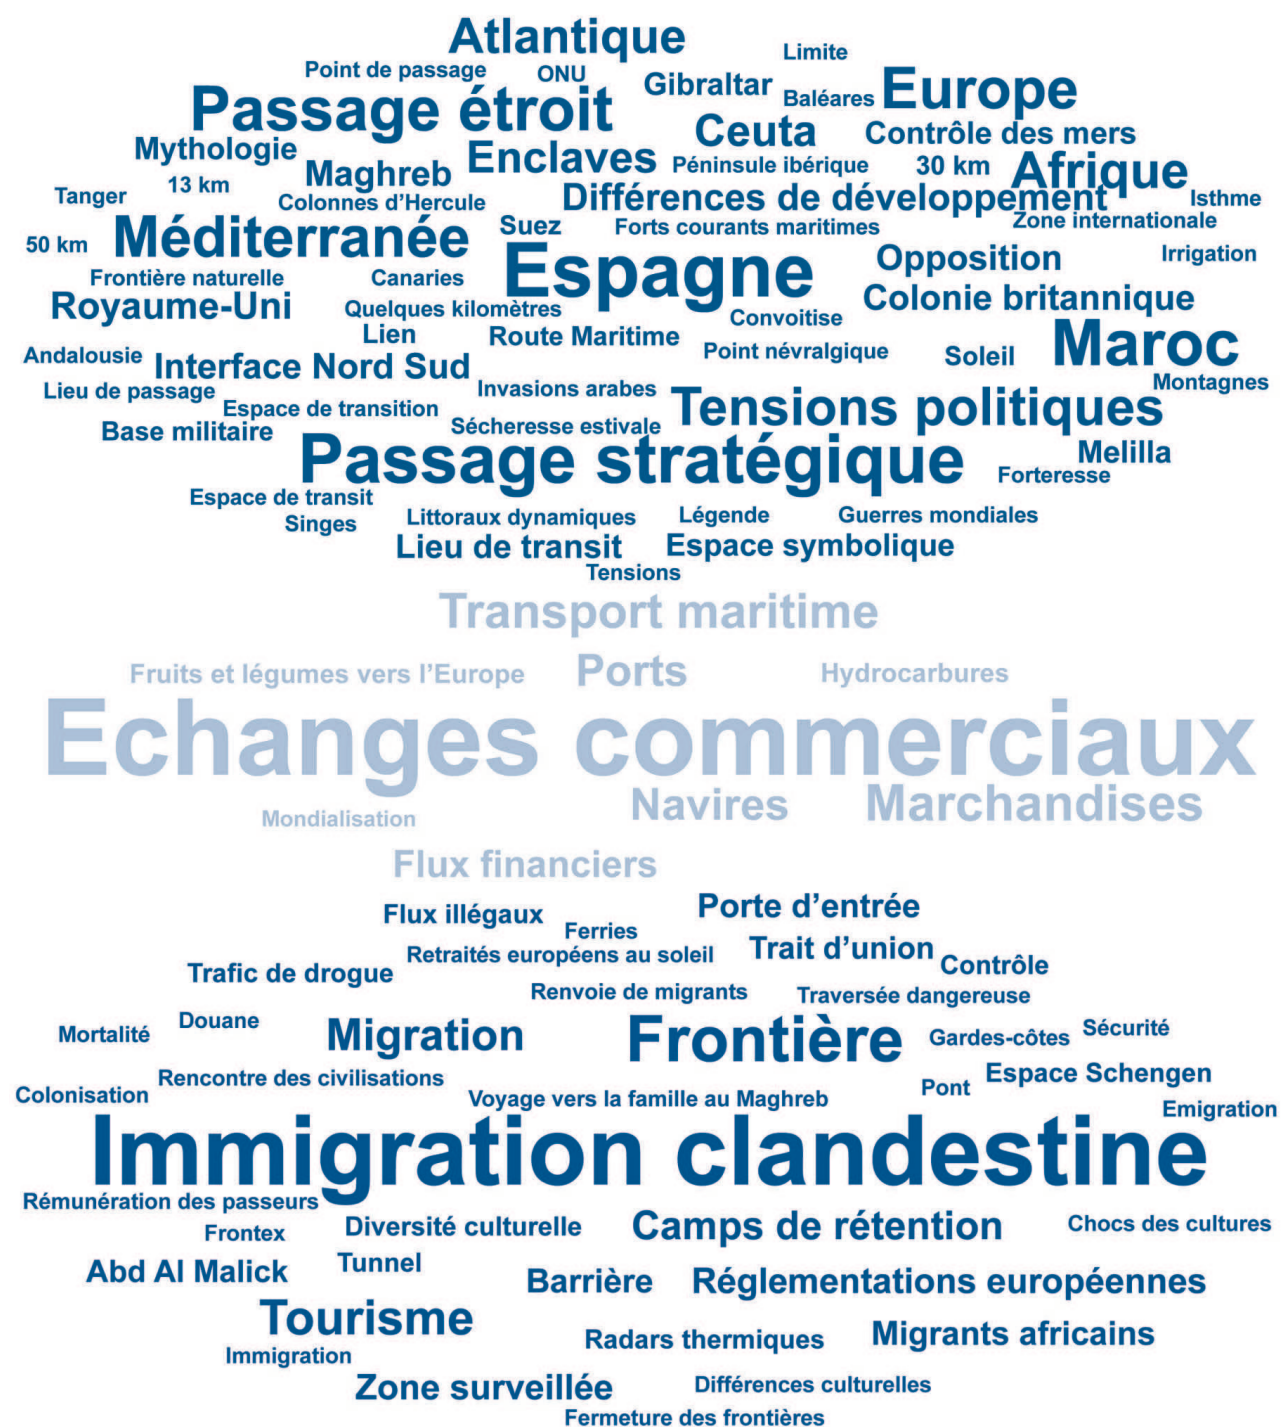 Atlantique
Limite
Point de passage
ONU
Gibraltar
Baléares
Europe
Passage étroit
Ceuta
Contrôle des mers
Mythologie
Maghreb
Enclaves
Péninsule ibérique
30 km
Afrique
Tanger
13 km
Colonnes d’Hercule
Différences de développement
Isthme
50 km
Méditerranée
Suez
Forts courants maritimes
Zone internationale
Frontière naturelle
Canaries
Espagne
Opposition
Irrigation
Royaume-Uni
Quelques kilomètres
Convoitise
Colonie britannique
Lien
Route Maritime
Point névralgique
Soleil
Maroc
Andalousie
Interface Nord Sud
Montagnes
Lieu de passage
Invasions arabes
Espace de transition
Tensions politiques
Base militaire
Sécheresse estivale
Passage stratégique
Melilla
Forteresse
Espace de transit
Singes
Littoraux dynamiques
Légende
Guerres mondiales
Lieu de transit
Espace symbolique
Tensions
Transport maritime
Fruits et légumes vers l’Europe
Ports
Hydrocarbures
Echanges commerciaux
Mondialisation
Navires
Marchandises
Flux financiers
Flux illégaux
Porte d’entrée
Ferries
Retraités européens au soleil
Trait d’union
Contrôle
Trafic de drogue
Renvoie de migrants
Traversée dangereuse
Mortalité
Douane
Migration
Frontière
Gardes-côtes
Sécurité
Colonisation
Rencontre des civilisations
Voyage vers la famille au Maghreb
Pont
Espace Schengen
Emigration
Immigration clandestine
Rémunération des passeurs
Frontex
Diversité culturelle
Camps de rétention
Chocs des cultures
Abd Al Malick
Tunnel
Barrière
Réglementations européennes
Tourisme
Radars thermiques
Migrants africains
Immigration
Zone surveillée
Différences culturelles
Fermeture des frontières